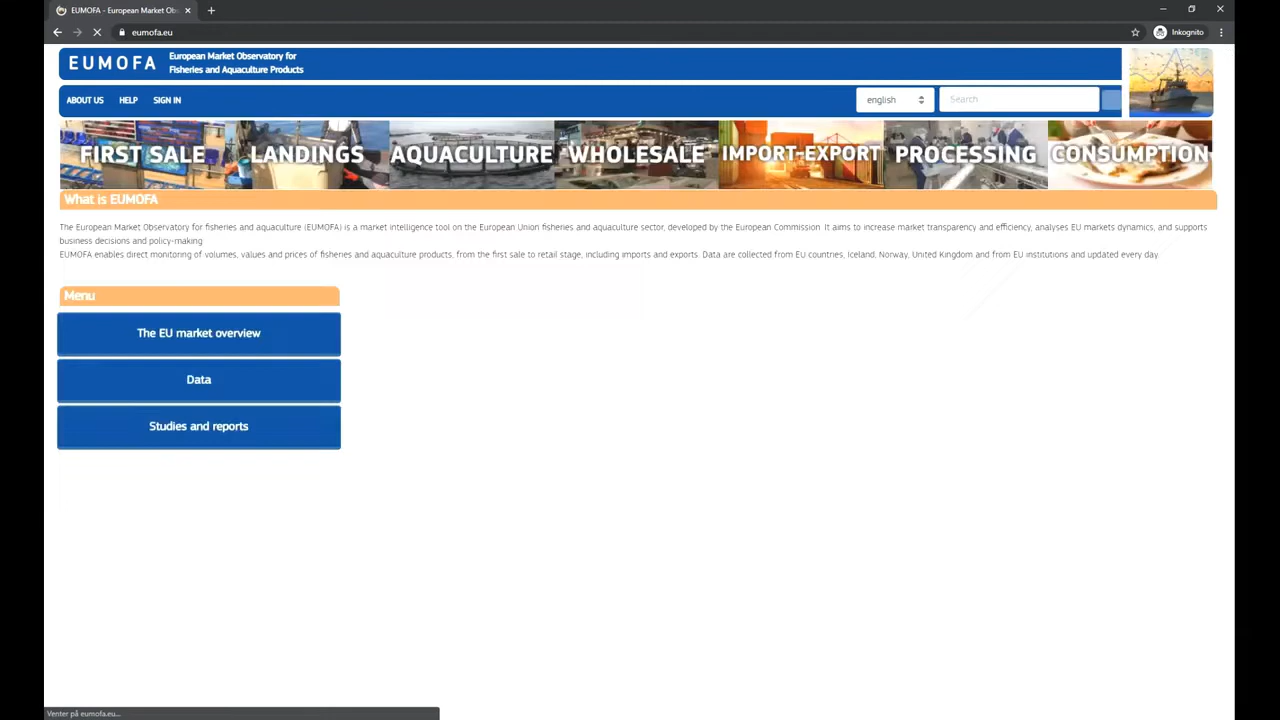 EUMOFA - European Market Ob
eumofa.eu
Inkognito
EUMOFA
European Market Observatory for
Fisheries and Aquaculture Products
ABOUT US HELP SIGN IN
english
Search
FIRST SALE LANDINGS AQUACULTURE WHOLESALE IMPORT-EXPORT PROCESSING CONSUMPTION
What is EUMOFA
The European Market Observatory for fisheries and aquaculture (EUMOFA) is a market intelligence tool on the European Union fisheries and aquaculture sector, developed by the European Commission. It aims to increase market transparency and efficiency, analyses EU markets dynamics, and supports
business decisions and policy-making.
EUMOFA enables direct monitoring of volumes, values and prices of fisheries and aquaculture products, from the first sale to retail stage, including imports and exports. Data are collected from EU countries, Iceland, Norway, United Kingdom and from EU institutions and updated every day.
Menu
The EU market overview
Data
Studies and reports
Venter på eumofa.eu...